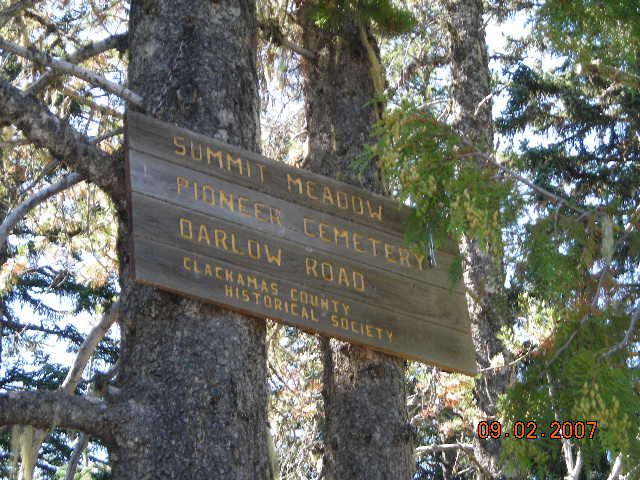 SUMMIT MEADOW
PIONEER CEMETERY
BARLOW ROAD
CLACKAMAS COUNTY
HISTORICAL SOCIETY
09.02.2007